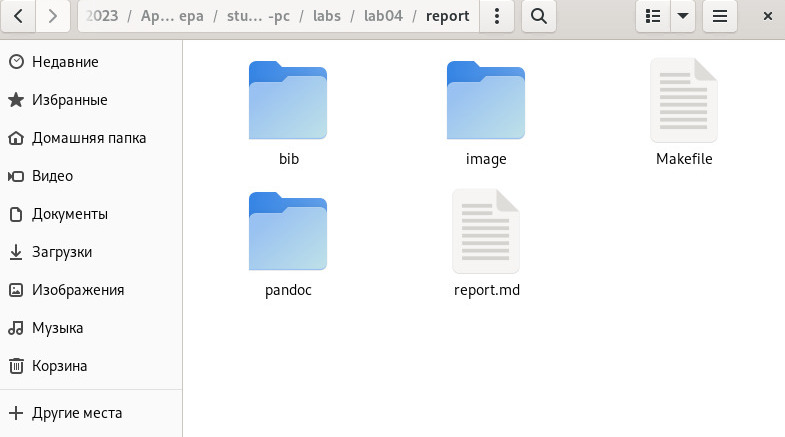 2023 / Ap... ера / stu... -pc / labs / lab04 / report
Недавние
Избранные
Домашняя папка
Видео
Документы
Загрузки
Изображения
Музыка
Корзина
Другие места
bib
image
Makefile
pandoc
report.md